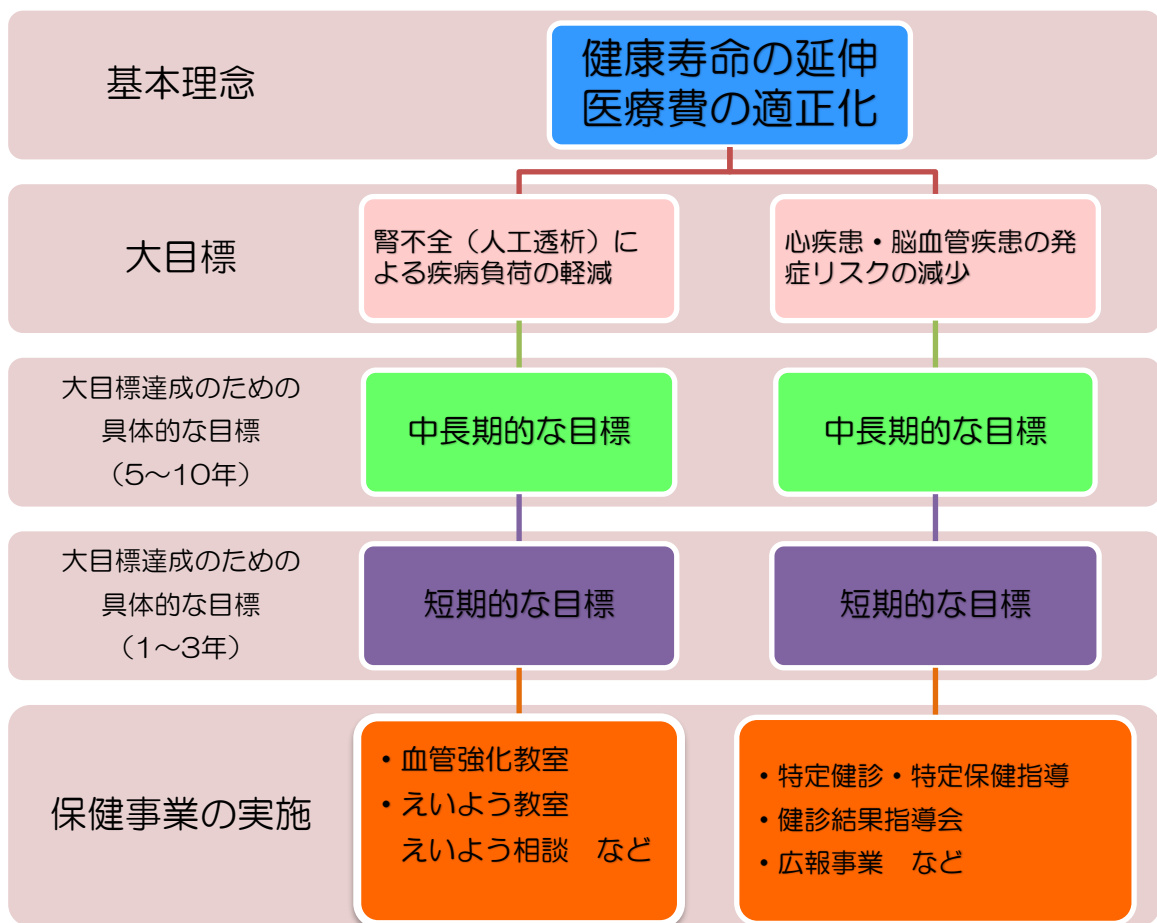 基本理念
健康寿命の延伸
医療費の適正化
大目標
腎不全（人工透析）に
よる疾病負荷の軽減
心疾患・脳血管疾患の発
症リスクの減少
大目標達成のための
具体的な目標
（5～10年）
中長期的な目標
中長期的な目標
大目標達成のための
具体的な目標
（1～3年）
短期的な目標
短期的な目標
保健事業の実施
・血管強化教室
・えいよう教室
えいよう相談　など
・特定健診・特定保健指導
・健診結果指導会
・広報事業　など